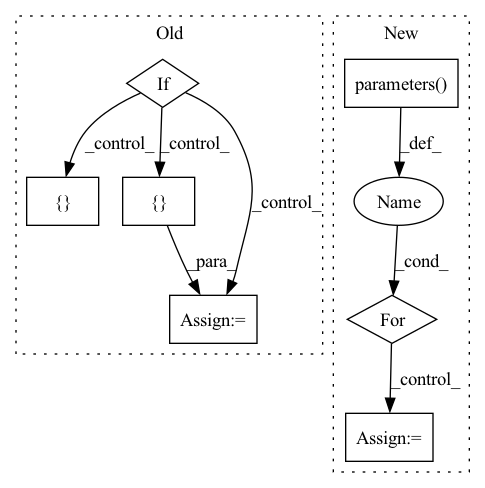 Old
If
_control_
_control_
{}
{}
_control_
_para_
Assign:=
New
parameters()
_def_
Name
_cond_
For
_control_
Assign:=